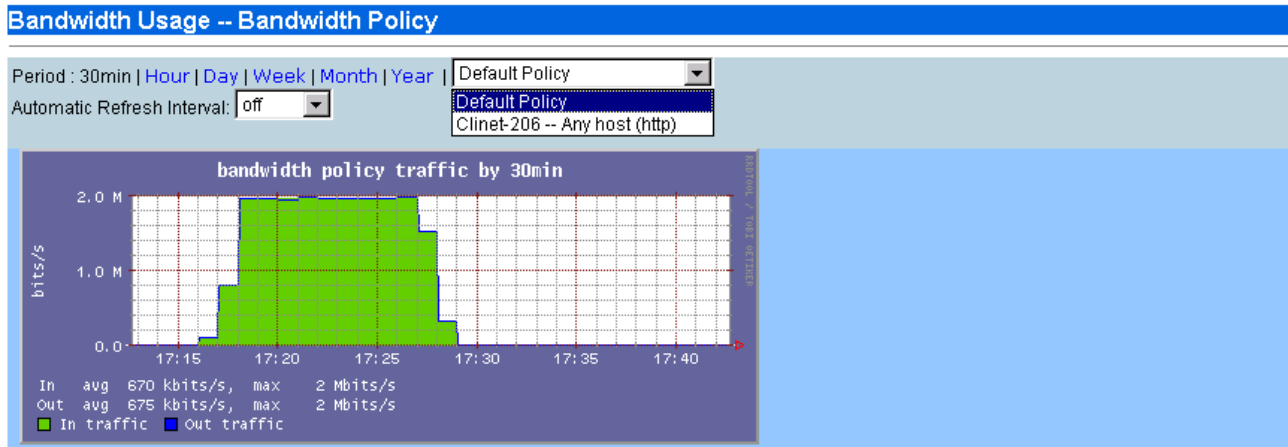 Bandwidth Usage -- Bandwidth Policy
Period : 30min | Hour | Day | Week | Month | Year | Default Policy
Automatic Refresh Interval: off
Default Policy
Clinet-206 -- Any host (http)
bandwidth policy traffic by 30min
RRDTOOL / TOBI OETIKER
bits/s
2.0 M
1.0 M
0.0
17:15 17:20 17:25 17:30 17:35 17:40
In avg 670 kbits/s, max 2 Mbits/s
Out avg 675 kbits/s, max 2 Mbits/s
In traffic Out traffic